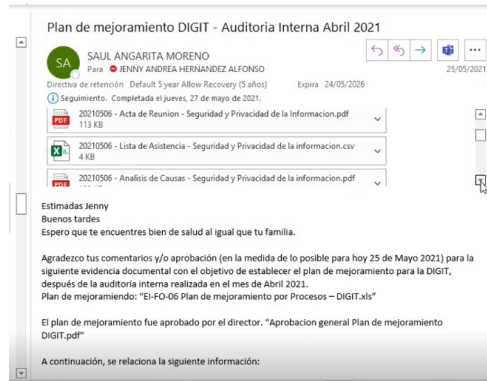 Plan de mejoramiento DIGIT - Auditoria Interna Abril 2021
SA
SAUL ANGARITA MORENO
Para JENNY ANDREA HERNANDEZ ALFONSO
25/05/2021
Directiva de retención Default 5 year Allow Recovery (5 años) Expira 24/05/2026
Seguimiento. Completada el jueves, 27 de mayo de 2021.
PDF
20210506 - Acta de Reunion - Seguridad y Privacidad de la Informacion.pdf
113 KB
20210506 - Lista de Asistencia - Seguridad y Privacidad de la informacion.csv
4 KB
PDF
20210506 - Analisis de Causas - Seguridad y Privacidad de la informacion.pdf
Estimadas Jenny
Buenos tardes
Espero que te encuentres bien de salud al igual que tu familia.
Agradezco tus comentarios y/o aprobación (en la medida de lo posible para hoy 25 de Mayo 2021) para la
siguiente evidencia documental con el objetivo de establecer el plan de mejoramiento para la DIGIT,
después de la auditoría interna realizada en el mes de Abril 2021.
Plan de mejoramiendo: “EI-FO-06 Plan de mejoramiento por Procesos – DIGIT.xls”
El plan de mejoramiento fue aprobado por el director. “Aprobacion general Plan de mejoramiento
DIGIT.pdf”
A continuación, se relaciona la siguiente información: